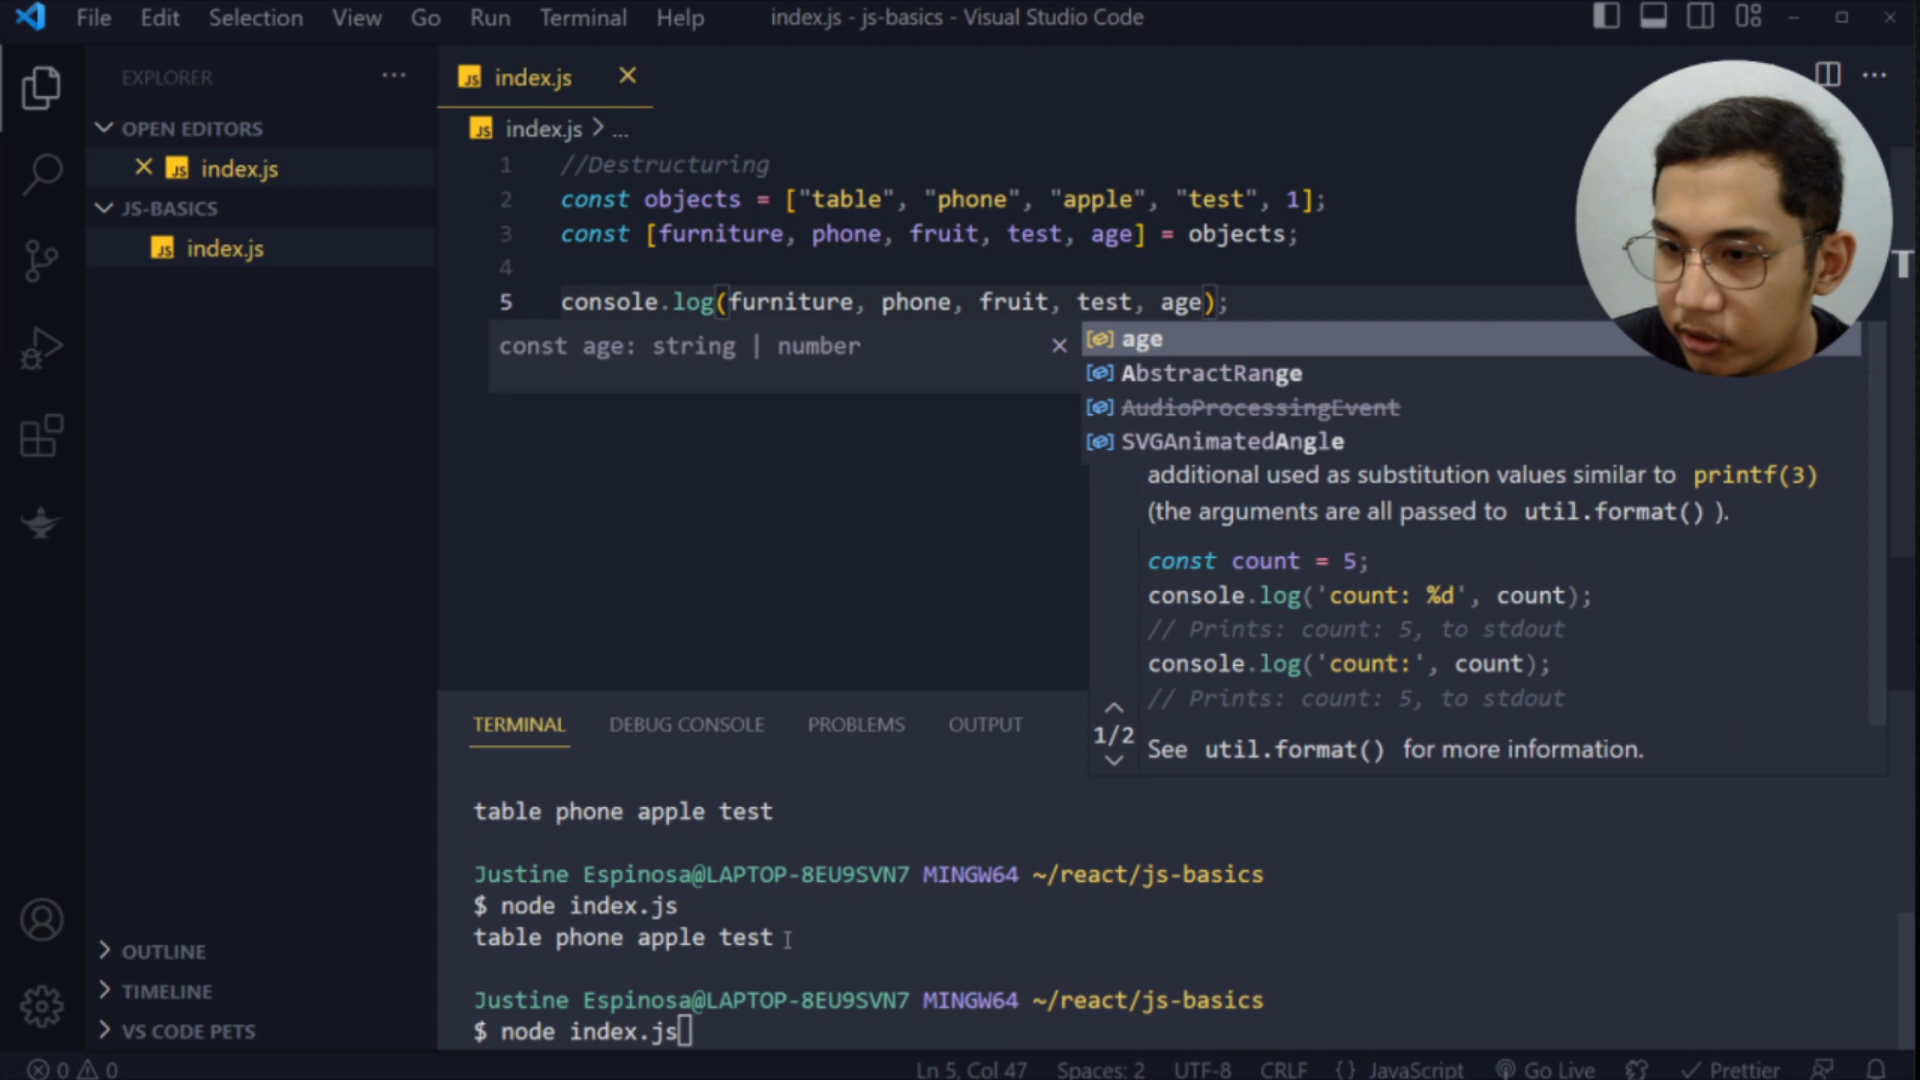 File Edit Selection View Go Run Terminal Help index.js - js-basics - Visual Studio Code
EXPLORER
OPEN EDITORS
JS index.js
JS-BASICS
JS index.js
OUTLINE
TIMELINE
VS CODE PETS
JS index.js
JS index.js > ...
1 //Destructuring
2 const objects = ["table", "phone", "apple", "test", 1];
3 const [furniture, phone, fruit, test, age] = objects;
4
5 console.log(furniture, phone, fruit, test, age);
const age: string | number
age
AbstractRange
AudioProcessingEvent
SVGAnimatedAngle
additional used as substitution values similar to printf(3)
(the arguments are all passed to util.format() ).
const count = 5;
console.log('count: %d', count);
// Prints: count: 5, to stdout
console.log('count:', count);
// Prints: count: 5, to stdout
1/2
See util.format() for more information.
T
TERMINAL DEBUG CONSOLE PROBLEMS OUTPUT
table phone apple test
Justine Espinosa@LAPTOP-8EU9SVN7 MINGW64 ~/react/js-basics
$ node index.js
table phone apple test
Justine Espinosa@LAPTOP-8EU9SVN7 MINGW64 ~/react/js-basics
$ node index.js
0 0 Ln 5, Col 47 Spaces: 2 UTF-8 CRLF {} JavaScript Go Live Prettier